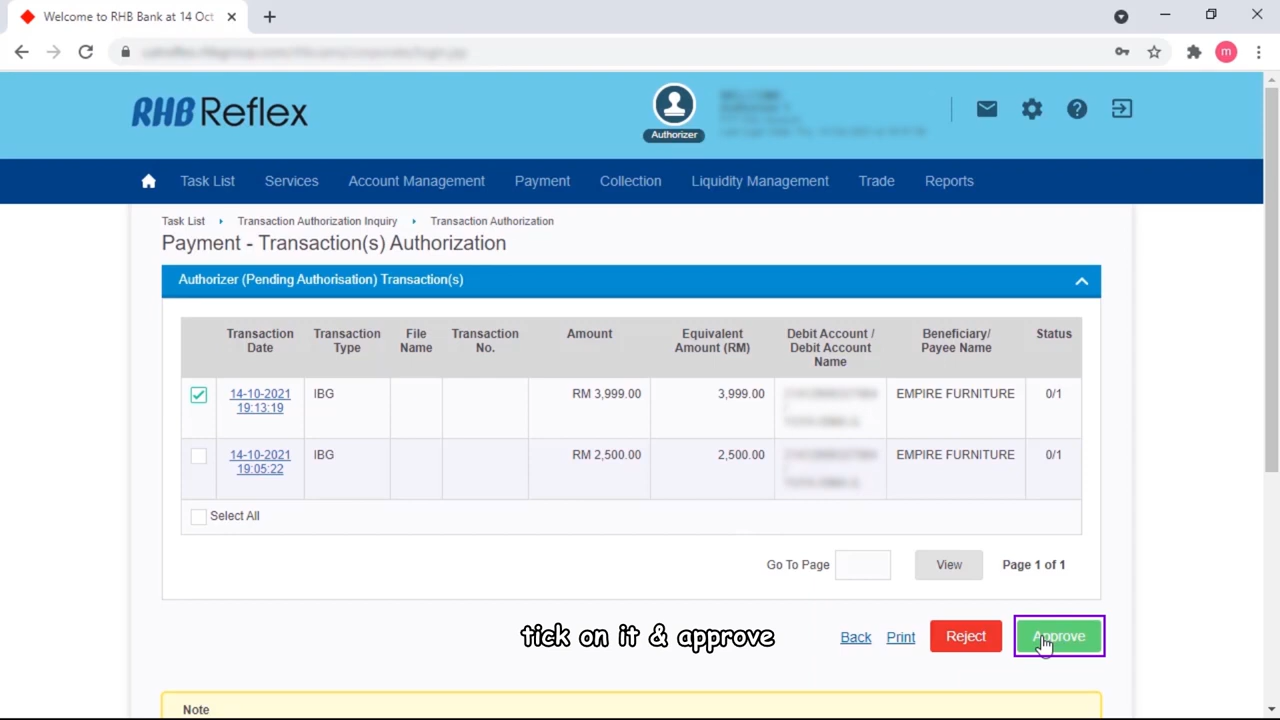 Welcome to RHB Bank at 14 Oct
m
RHB Reflex
Authorizer
Task List Services Account Management Payment Collection Liquidity Management Trade Reports
Task List Transaction Authorization Inquiry Transaction Authorization
Payment - Transaction(s) Authorization
Authorizer (Pending Authorisation) Transaction(s)
Transaction Date Transaction Type File Name Transaction No. Amount Equivalent Amount (RM) Debit Account / Debit Account Name Beneficiary/ Payee Name Status
14-10-2021 19:13:19 IBG RM 3,999.00 3,999.00 EMPIRE FURNITURE 0/1
14-10-2021 19:05:22 IBG RM 2,500.00 2,500.00 EMPIRE FURNITURE 0/1
Select All
Go To Page View Page 1 of 1
tick on it & approve
Back Print Reject Approve
Note